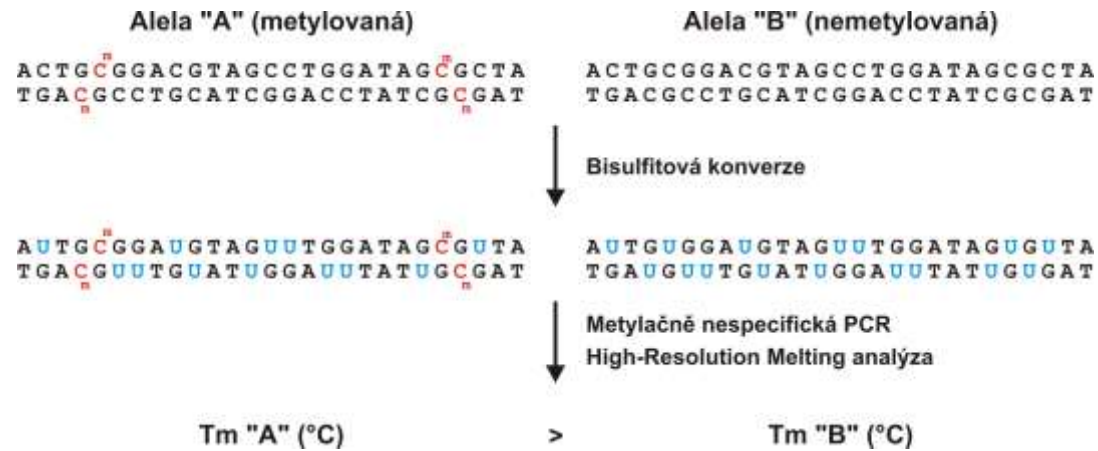 Alela "A" (metylovaná) Alela "B" (nemetylovaná)
m m
ACTGCGGACGTAGCCTGGATAGCGCTA ACTGCGGACGTAGCCTGGATAGCGCTA
TGACGCCTGCATCGGACCTATCGCGAT TGACGCCTGCATCGGACCTATCGCGAT
m m
Bisulfitová konverze
m m
AUTGCGGAUGTAGUUTGGATAGCGUTA AUTGUGGAUGTAGUUTGGATAGUGUTA
TGACGUUTGUATUGGAUUTATUGCGAT TGAUGUUTGUATUGGAUUTATUGUGAT
m m
Metylačně nespecifická PCR
High-Resolution Melting analýza
Tm "A" (°C) > Tm "B" (°C)